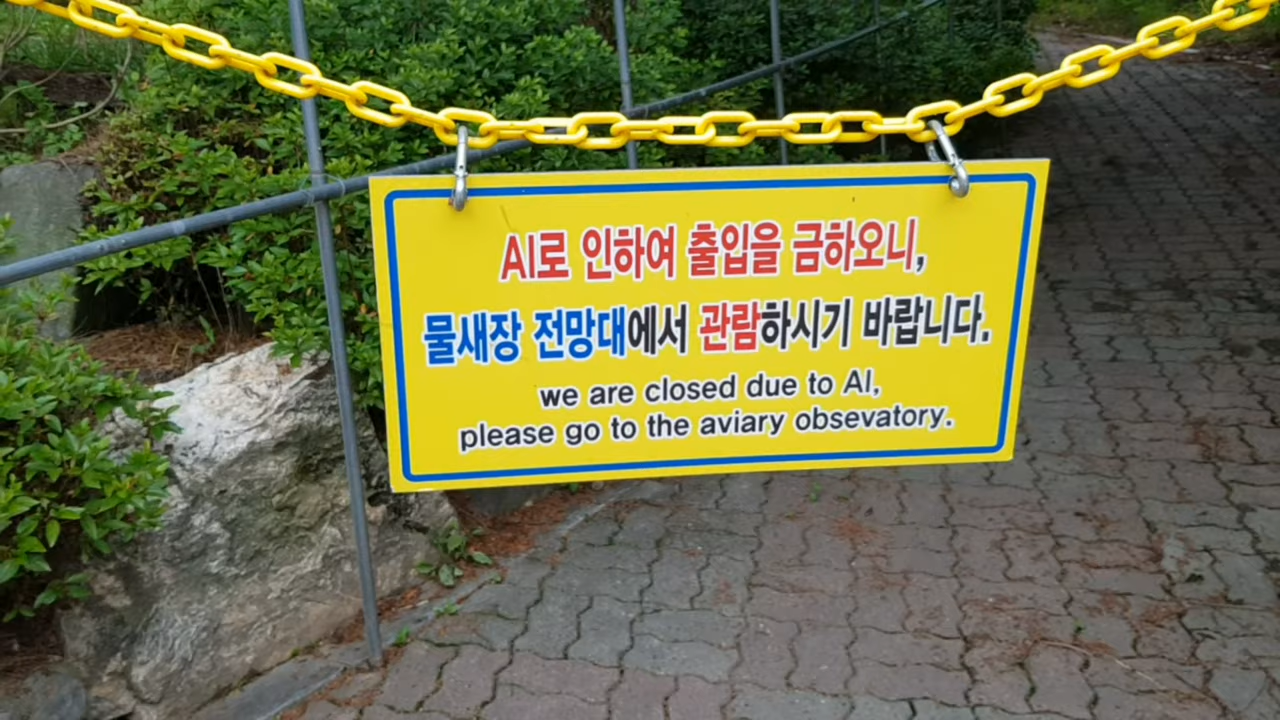 AI로 인하여 출입을 금하오니,
물새장 전망대에서 관람하시기 바랍니다.
we are closed due to AI,
please go to the aviary obsevatory.